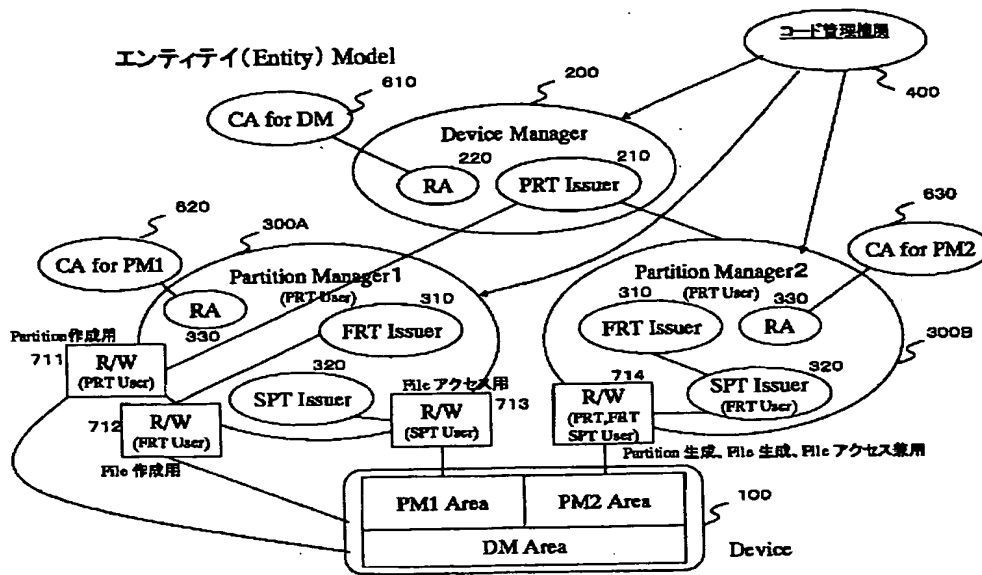 エンティテイ(Entity) Model
コード管理機関
400
610
CA for DM
200
Device Manager
220
RA
210
PRT Issuer
620
CA for PM1
300A
Partition Manager1
(PRT User)
RA
330
310
FRT Issuer
320
SPT Issuer
630
CA for PM2
Partition Manager2
(PRT User)
310
FRT Issuer
330
RA
300B
320
SPT Issuer
(FRT User)
Partition作成用
711
R/W
(PRT User)
712
R/W
(FRT User)
File 作成用
File アクセス用
R/W
(SPT User)
713
714
R/W
(PRT,FRT
SPT User)
Partition 生成、File 生成、File アクセス兼用
PM1 Area
PM2 Area
DM Area
100
Device